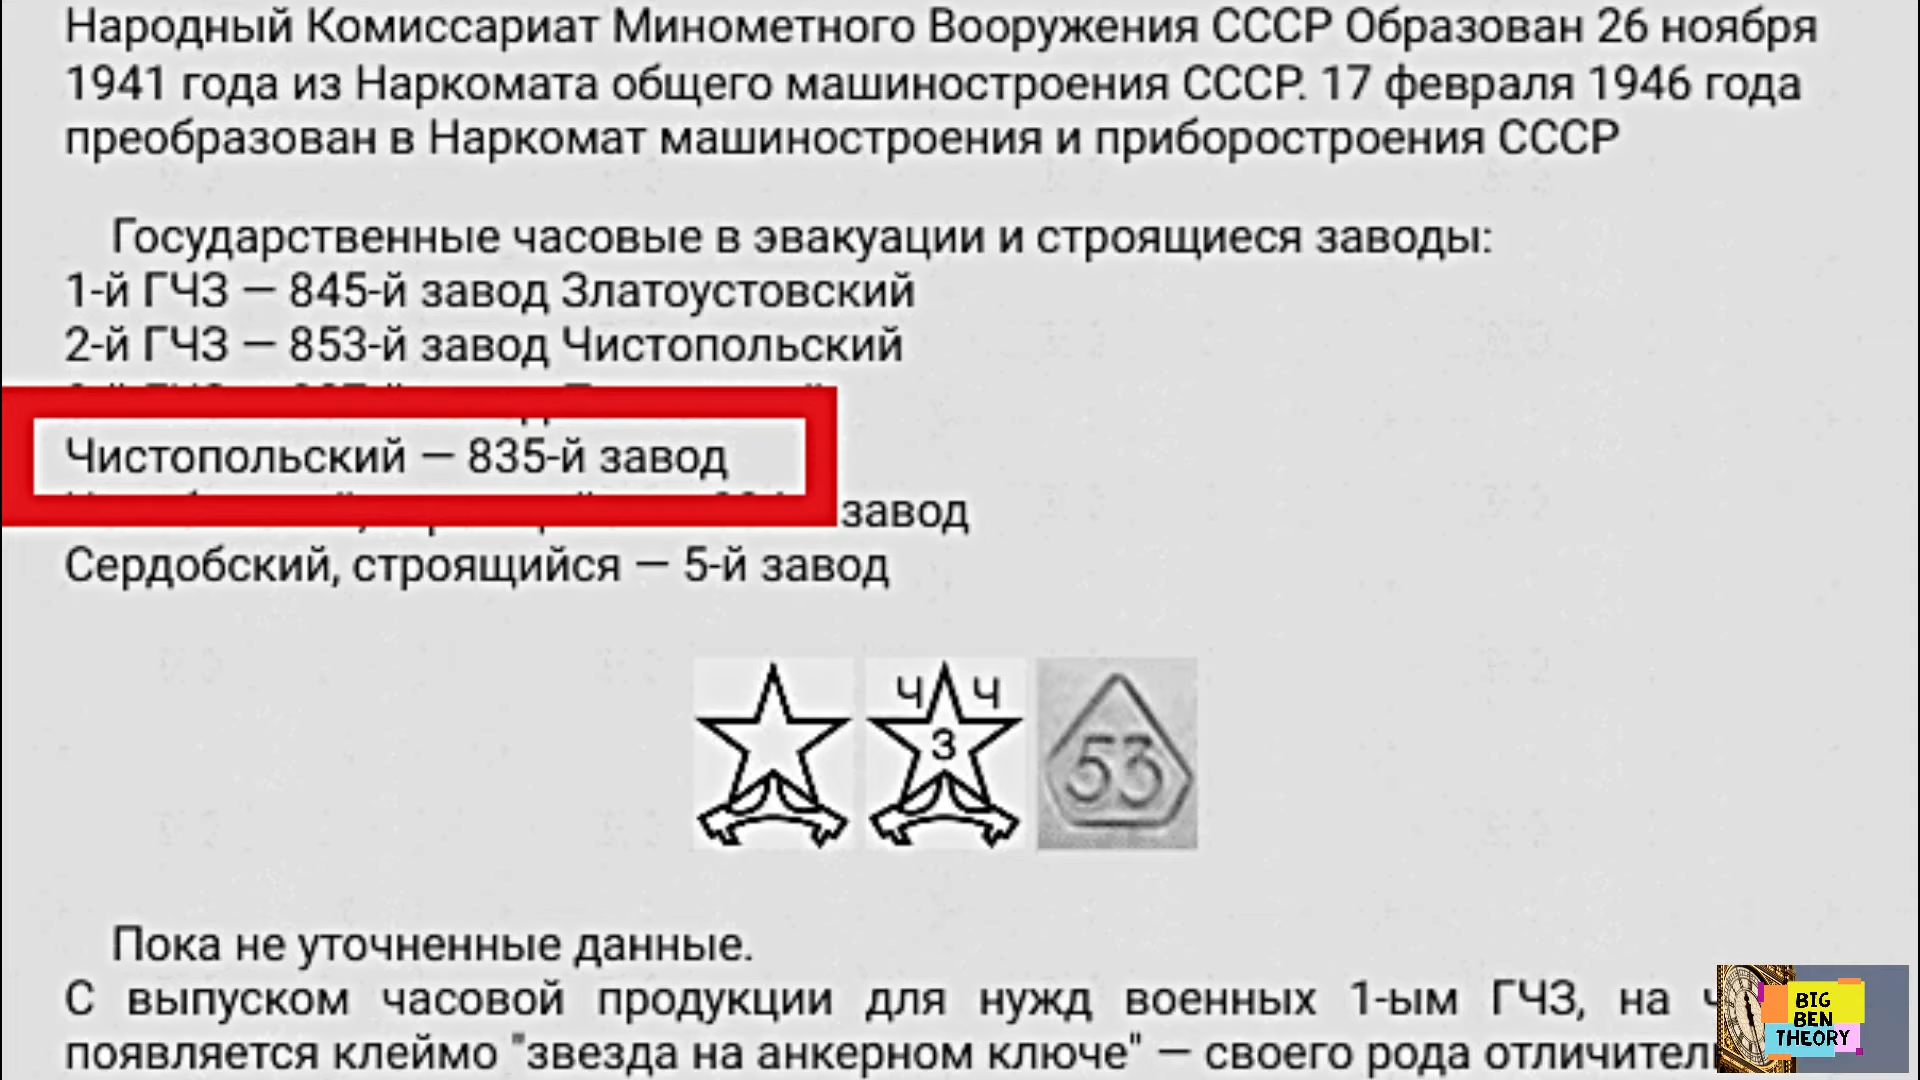 Народный Комиссариат Минометного Вооружения СССР Образован 26 ноября
1941 года из Наркомата общего машиностроения СССР. 17 февраля 1946 года
преобразован в Наркомат машиностроения и приборостроения СССР
Государственные часовые в эвакуации и строящиеся заводы:
1-й ГЧЗ — 845-й завод Златоустовский
2-й ГЧЗ — 853-й завод Чистопольский
Чистопольский — 835-й завод
завод
Сердобский, строящийся — 5-й завод
Ч Ч
З
53
Пока не уточненные данные.
С выпуском часовой продукции для нужд военных 1-ым ГЧЗ, на
появляется клеймо "звезда на анкерном ключе" — своего рода
BIG
BEN
THEORY